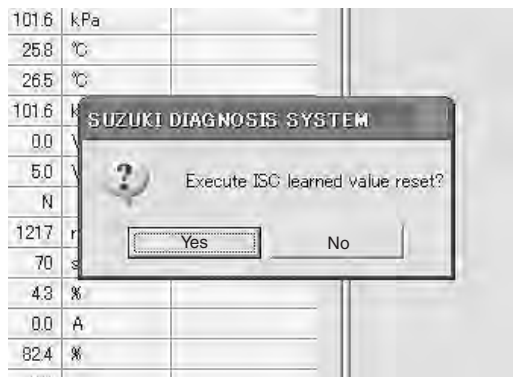 101.6 kPa
25.8 ℃
26.5 ℃
101.6 k
SUZUKI DIAGNOSIS SYSTEM
0.0 V
5.0 V
Execute ISC learned value reset?
N
1217 r
Yes No
70 s
4.3 %
0.0 A
82.4 %